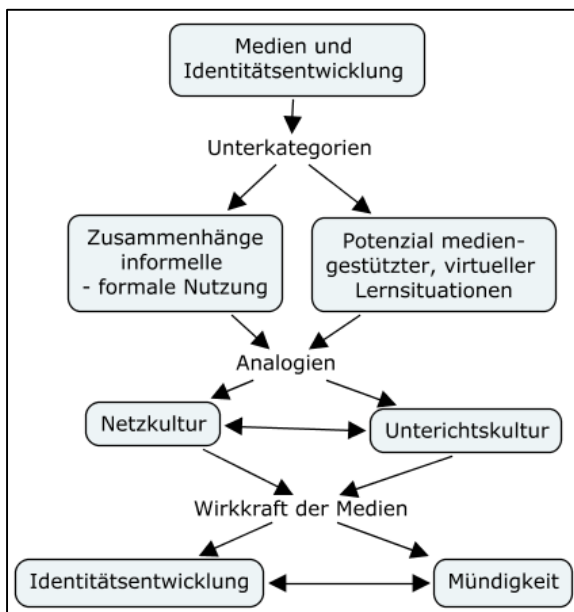 Medien und
Identitätsentwicklung
Unterkategorien
Zusammenhänge
informelle
- formale Nutzung
Potenzial medien-
gestützter, virtueller
Lernsituationen
Analogien
Netzkultur
Unterichtskultur
Wirkkraft der Medien
Identitätsentwicklung
Mündigkeit